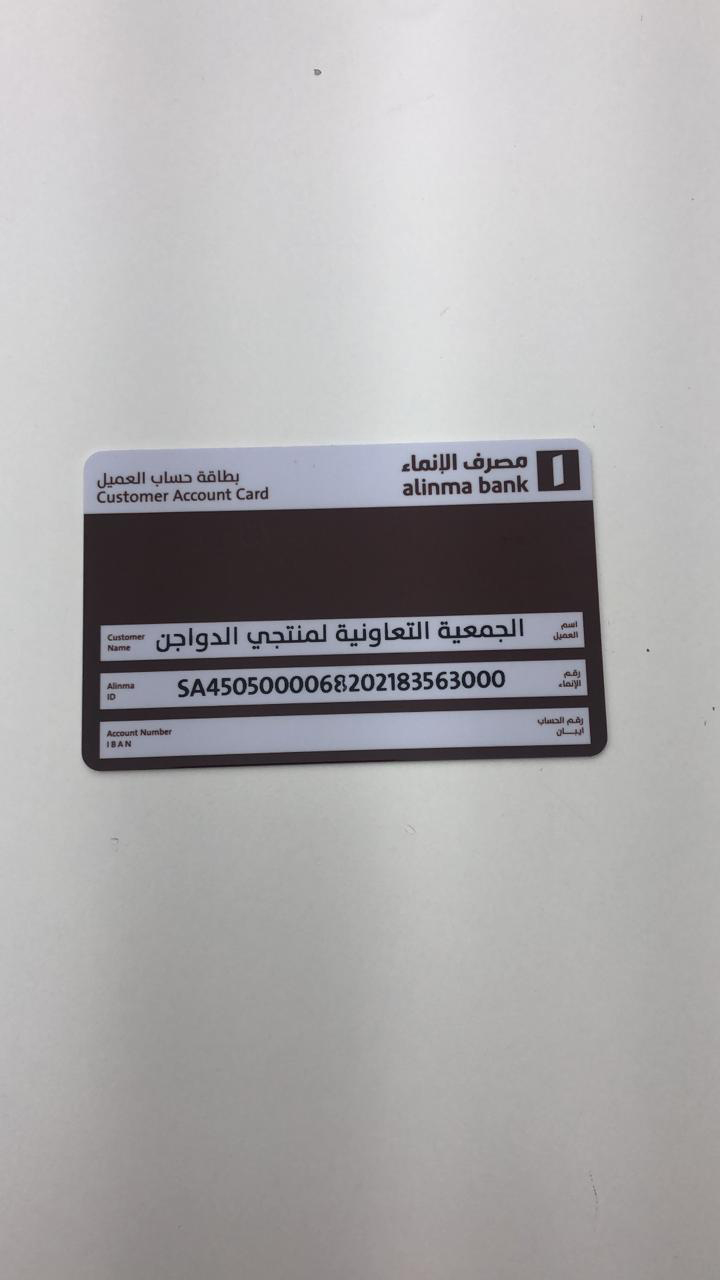 بطاقة حساب العميل
Customer Account Card
مصرف الإنماء
alinma bank
Customer Name الجمعية التعاونية لمنتجي الدواجن اسم العميل
Alinma ID SA4505000068202183563000 رقم الإنماء
Account Number رقم الحساب
IBAN ايبـــان